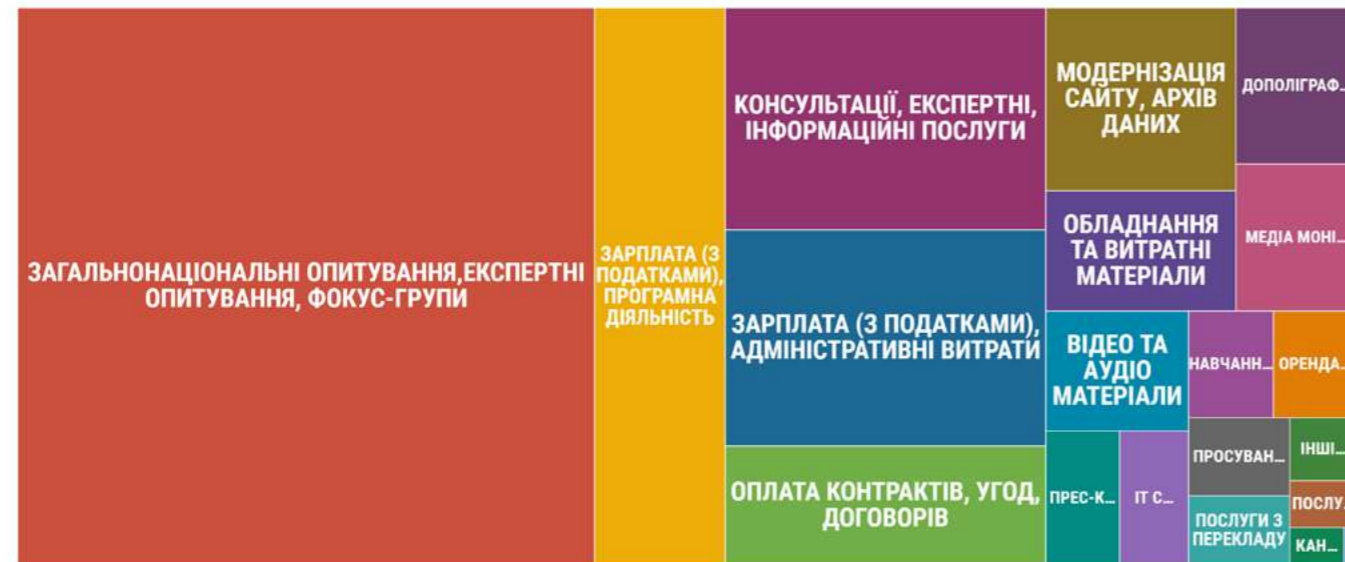 ЗАГАЛЬНОНАЦІОНАЛЬНІ ОПИТУВАННЯ,ЕКСПЕРТНІ
ОПИТУВАННЯ, ФОКУС-ГРУПИ
ЗАРПЛАТА (З
ПОДАТКАМИ),
ПРОГРАМНА
ДІЯЛЬНІСТЬ
КОНСУЛЬТАЦІЇ, ЕКСПЕРТНІ,
ІНФОРМАЦІЙНІ ПОСЛУГИ
ЗАРПЛАТА (З ПОДАТКАМИ),
АДМІНІСТРАТИВНІ ВИТРАТИ
ОПЛАТА КОНТРАКТІВ, УГОД,
ДОГОВОРІВ
МОДЕРНІЗАЦІЯ
САЙТУ, АРХІВ
ДАНИХ
ДОПОЛІГРАФ...
ОБЛАДНАННЯ
ТА ВИТРАТНІ
МАТЕРІАЛИ
МЕДІА МОНІ...
ВІДЕО ТА
АУДІО
МАТЕРІАЛИ
НАВЧАНН...
ОРЕНДА...
ПРЕС-К...
ІТ С...
ПРОСУВАН...
ІНШІ...
ПОСЛУГИ З
ПЕРЕКЛАДУ
ПОСЛУ.
КАН...